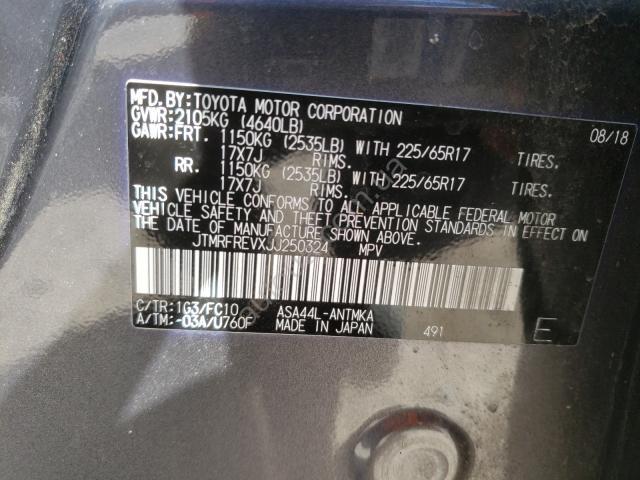 MFD. BY:TOYOTA MOTOR CORPORATION 08/18
GVWR:2105KG (4640LB)
GAWR:FRT. 1150KG (2535LB) WITH 225/65R17 TIRES,
17X7J RIMS.
RR. 1150KG (2535LB) WITH 225/65R17 TIRES,
17X7J RIMS.
THIS VEHICLE CONFORMS TO ALL APPLICABLE FEDERAL MOTOR
VEHICLE SAFETY AND THEFT PREVENTION STANDARDS IN EFFECT ON
THE DATE OF MANUFACTURE SHOWN ABOVE.
JTMRFREVXJJ250324 MPV
C/TR:1G3/FC10 ASA44L-ANTMKA
A/TM:-03A/U760F MADE IN JAPAN 491 E